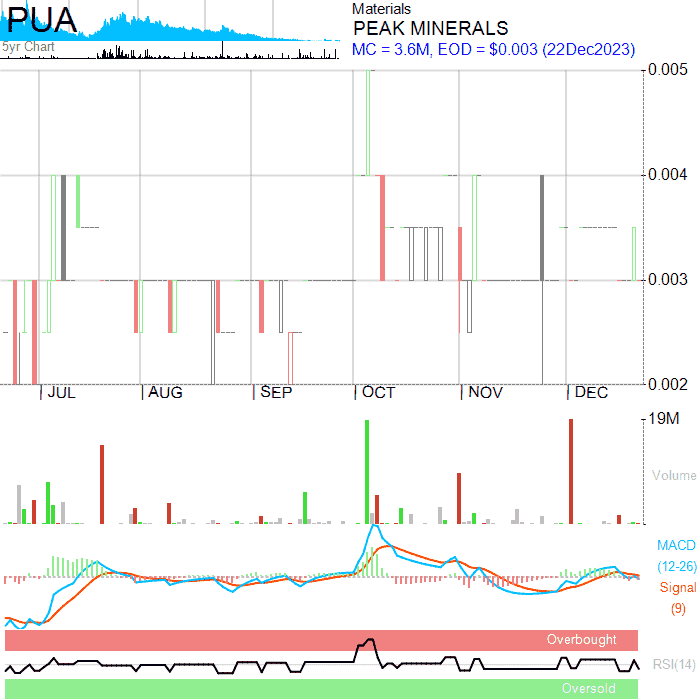 PUA
5yr Chart
Materials
PEAK MINERALS
MC = 3.6M, EOD = $0.003 (22Dec2023)
0.005
0.004
0.003
0.002
JUL AUG SEP OCT NOV DEC
19M
Volume
MACD
(12-26)
Signal
(9)
Overbought
RSI(14)
Oversold